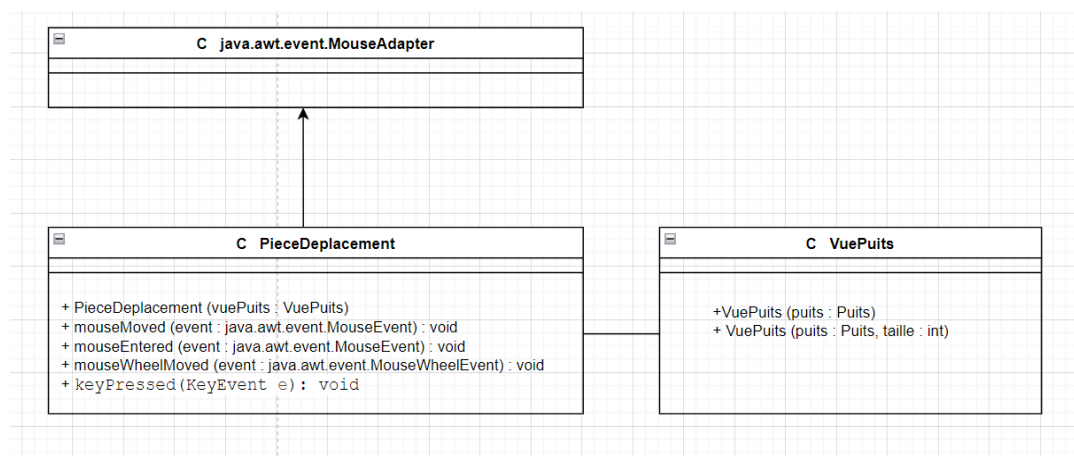 C java.awt.event.MouseAdapter
C PieceDeplacement
+ PieceDeplacement (vuePuits : VuePuits)
+ mouseMoved (event : java.awt.event.MouseEvent) : void
+ mouseEntered (event : java.awt.event.MouseEvent) : void
+ mouseWheelMoved (event : java.awt.event.MouseWheelEvent) : void
+ keyPressed(KeyEvent e): void
C VuePuits
+VuePuits (puits : Puits)
+ VuePuits (puits : Puits, taille : int)